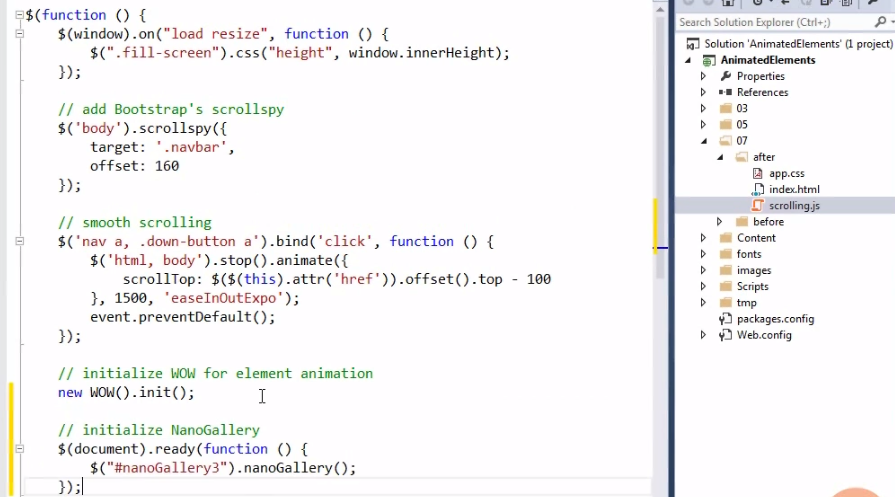 $(function () {
$(window).on("load resize", function () {
$(".fill-screen").css("height", window.innerHeight);
});
// add Bootstrap's scrollspy
$('body').scrollspy({
target: '.navbar',
offset: 160
});
// smooth scrolling
$('nav a, .down-button a').bind('click', function () {
$('html, body').stop().animate({
scrollTop: $($(this).attr('href')).offset().top - 100
}, 1500, 'easeInOutExpo');
event.preventDefault();
});
// initialize WOW for element animation
new WOW().init();
// initialize NanoGallery
$(document).ready(function () {
$("#nanoGallery3").nanoGallery();
});
Search Solution Explorer (Ctrl+;)
Solution 'AnimatedElements' (1 project)
AnimatedElements
Properties
References
03
05
07
after
app.css
index.html
scrolling.js
before
Content
fonts
images
Scripts
tmp
packages.config
Web.config